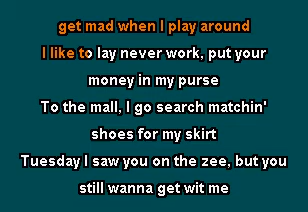 get mad when I play around
I like to lay never work, put your
money in my purse
To the mall, I go search matchin'
shoes for my skirt
Tuesday I saw you on the zee, but you
still wanna get wit me